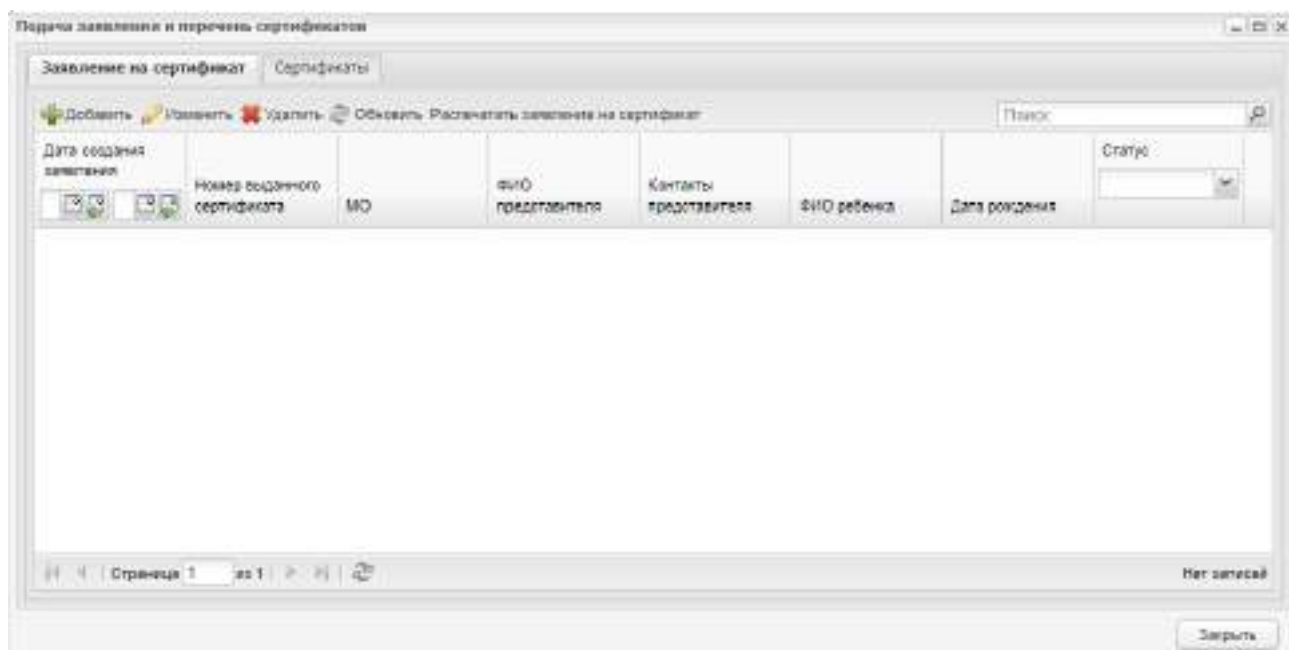 Подача заявления и перечень сертификатов
Заявление на сертификат Сертификаты
Добавить Изменить Удалить Обновить Распечатать заявление на сертификат Поиск
Дата создания заявления
Номер выданного сертификата
МО
ФИО представителя
Контакты представителя
ФИО ребенка
Дата рождения
Статус
Страница 1 из 1 Нет записей
Закрыть